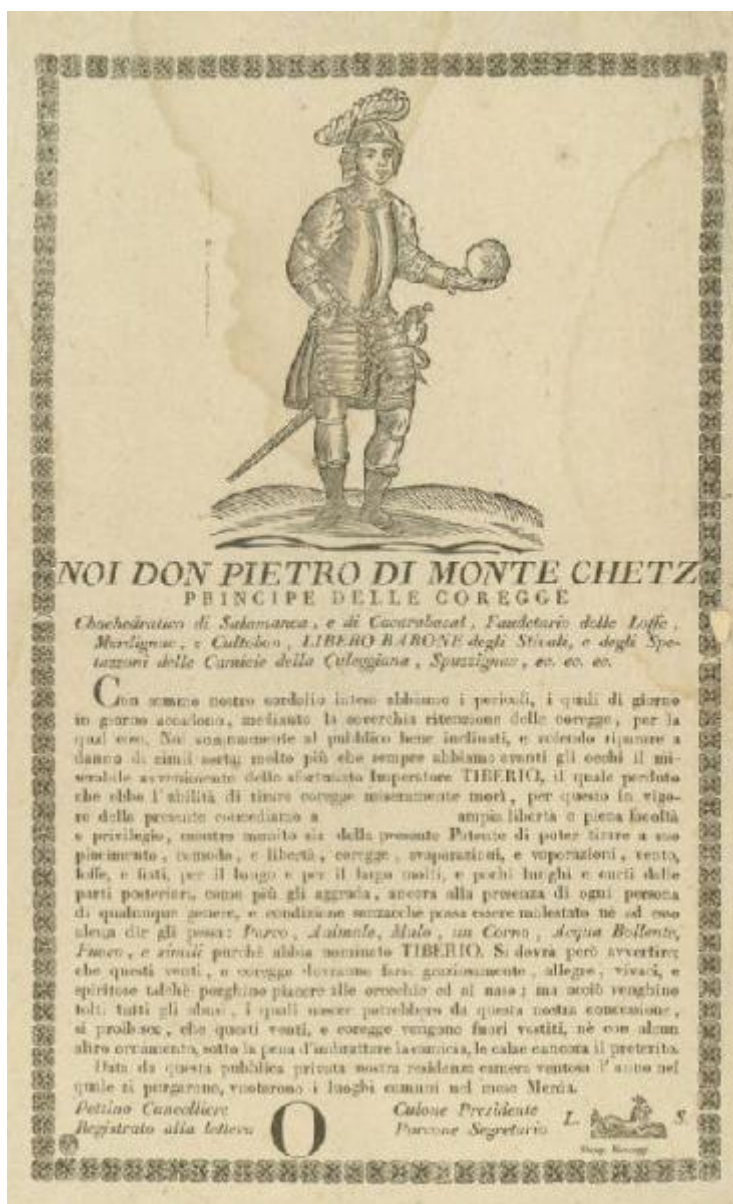 NOI DON PIETRO DI MONTE CHETZ
PRINCIPE DELLE COREGGE
Chachedratico di Salamanca, e di Cacarabacat, Faudetario delle Loffe,
Merdignac, e Cultobon, LIBERO BARONE degli Stivali, e degli Spe-
tazzoni delle Camicie della Culeggiana, Spuzzignac, ec. ec. ec.
Con sommo nostro cordolio inteso abbiamo i pericoli, i quali di giorno
in giorno accadono, mediante la soverchia ritenzione delle coregge, per la
qual cosa, Noi sommamente al pubblico bene inclinati, e volendo riparare a
danno di simil sorta; molto più che sempre abbiamo avanti gli occhi il mi-
serabile avvenimento dello sfortunato Imperatore TIBERIO, il quale perduto
che ebbe l'abilità di tirare coregge miseramente morì, per questo in vigo-
re della presente concediamo a ampia libertà e piena facoltà
e privilegio, mentre munito sia della presente Patente di poter tirare a suo
piacimento, comodo, e libertà, coregge, svaporazioni, e vaporazioni, vento,
loffe, e fiati, per il lungo e per il largo molti, e pochi lunghi e curti dalle
parti posteriori, come più gli aggrada, ancora alla presenza di ogni persona
di qualunque genere, e condizione senzacche possa essere molestato nè ad esso
alcun dir gli possa: Porco, Animale, Mulo, un Corno, Acqua Bollente,
Fuoco, e simili purchè abbia nominato TIBERIO. Si dovrà però avvertire;
che questi venti, e coregge dovranno farsi graziosamente, allegre, vivaci, e
spiritose talchè porghino piacere alle orecchie ed al naso; ma acciò venghino
tolti tutti gli abusi, i quali nascer potrebbero da questa nostra concessione,
si proibisce, che questi venti, e coregge vengono fuori vestiti, nè con alcun
altro ornamento, sotto la pena d'imbrattare la camicia, le calze e ancora il preterito.
Data da questa pubblica privata nostra residenza camera ventosa l'anno nel
quale si purgarono, vuotarono i luoghi comuni nel mese Merda.
Pettino Cancelliere
Registrato alla lettera O
Culone Presidente
Porcone Segretario
L. S.